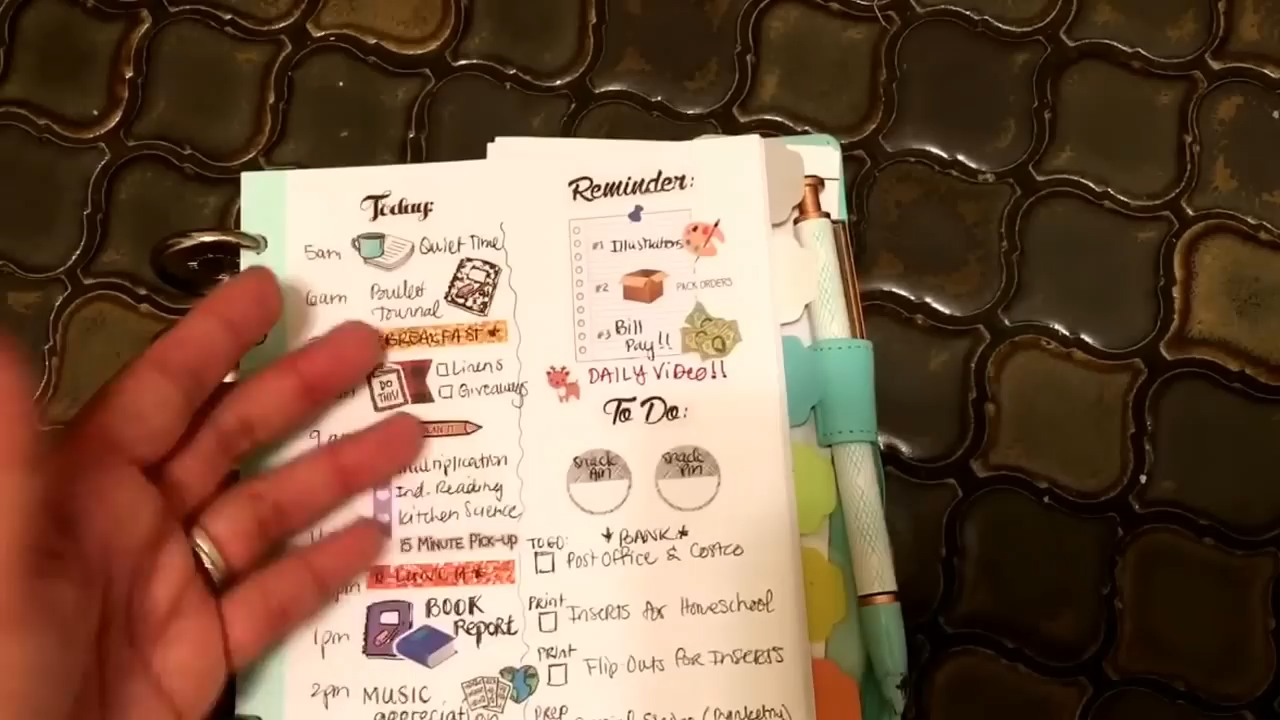 Today:
5am Quiet Time
6am Bullet
Journal
BREAKFAST
DO THIS!
Linens
Giveaways
9am
Multiplication
Ind. Reading
Kitchen Science
15 MINUTE PICK-UP
LUNCH
1pm BOOK
REPORT
2pm MUSIC
appreciation
Reminder:
#1 Illustrators
#2 PACK ORDERS
#3 Bill
Pay!!
DAILY VIDEO!!
To Do:
SNACK AM
SNACK PM
*BANK*
TO GO: Post Office & Costco
PRINT Inserts for Homeschool
PRINT Flip-Outs for Inserts
PREP